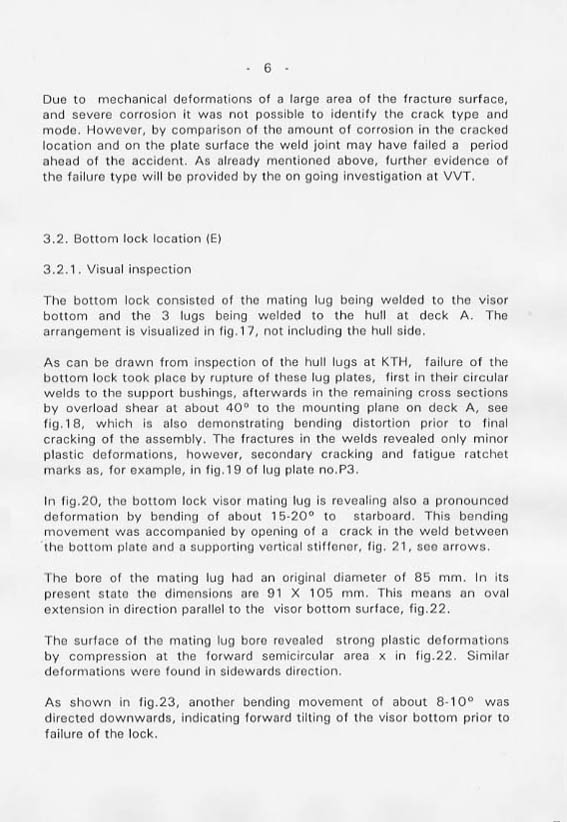 - 6 -
Due to mechanical deformations of a large area of the fracture surface,
and severe corrosion it was not possible to identify the crack type and
mode. However, by comparison of the amount of corrosion in the cracked
location and on the plate surface the weld joint may have failed a period
ahead of the accident. As already mentioned above, further evidence of
the failure type will be provided by the on going investigation at VVT.
3.2. Bottom lock location (E)
3.2.1. Visual inspection
The bottom lock consisted of the mating lug being welded to the visor
bottom and the 3 lugs being welded to the hull at deck A. The
arrangement is visualized in fig.17, not including the hull side.
As can be drawn from inspection of the hull lugs at KTH, failure of the
bottom lock took place by rupture of these lug plates, first in their circular
welds to the support bushings, afterwards in the remaining cross sections
by overload shear at about 40° to the mounting plane on deck A, see
fig.18, which is also demonstrating bending distortion prior to final
cracking of the assembly. The fractures in the welds revealed only minor
plastic deformations, however, secondary cracking and fatigue ratchet
marks as, for example, in fig.19 of lug plate no.P3.
In fig.20, the bottom lock visor mating lug is revealing also a pronounced
deformation by bending of about 15-20° to starboard. This bending
movement was accompanied by opening of a crack in the weld between
the bottom plate and a supporting vertical stiffener, fig. 21, see arrows.
The bore of the mating lug had an original diameter of 85 mm. In its
present state the dimensions are 91 X 105 mm. This means an oval
extension in direction parallel to the visor bottom surface, fig.22.
The surface of the mating lug bore revealed strong plastic deformations
by compression at the forward semicircular area x in fig.22. Similar
deformations were found in sidewards direction.
As shown in fig.23, another bending movement of about 8-10° was
directed downwards, indicating forward tilting of the visor bottom prior to
failure of the lock.